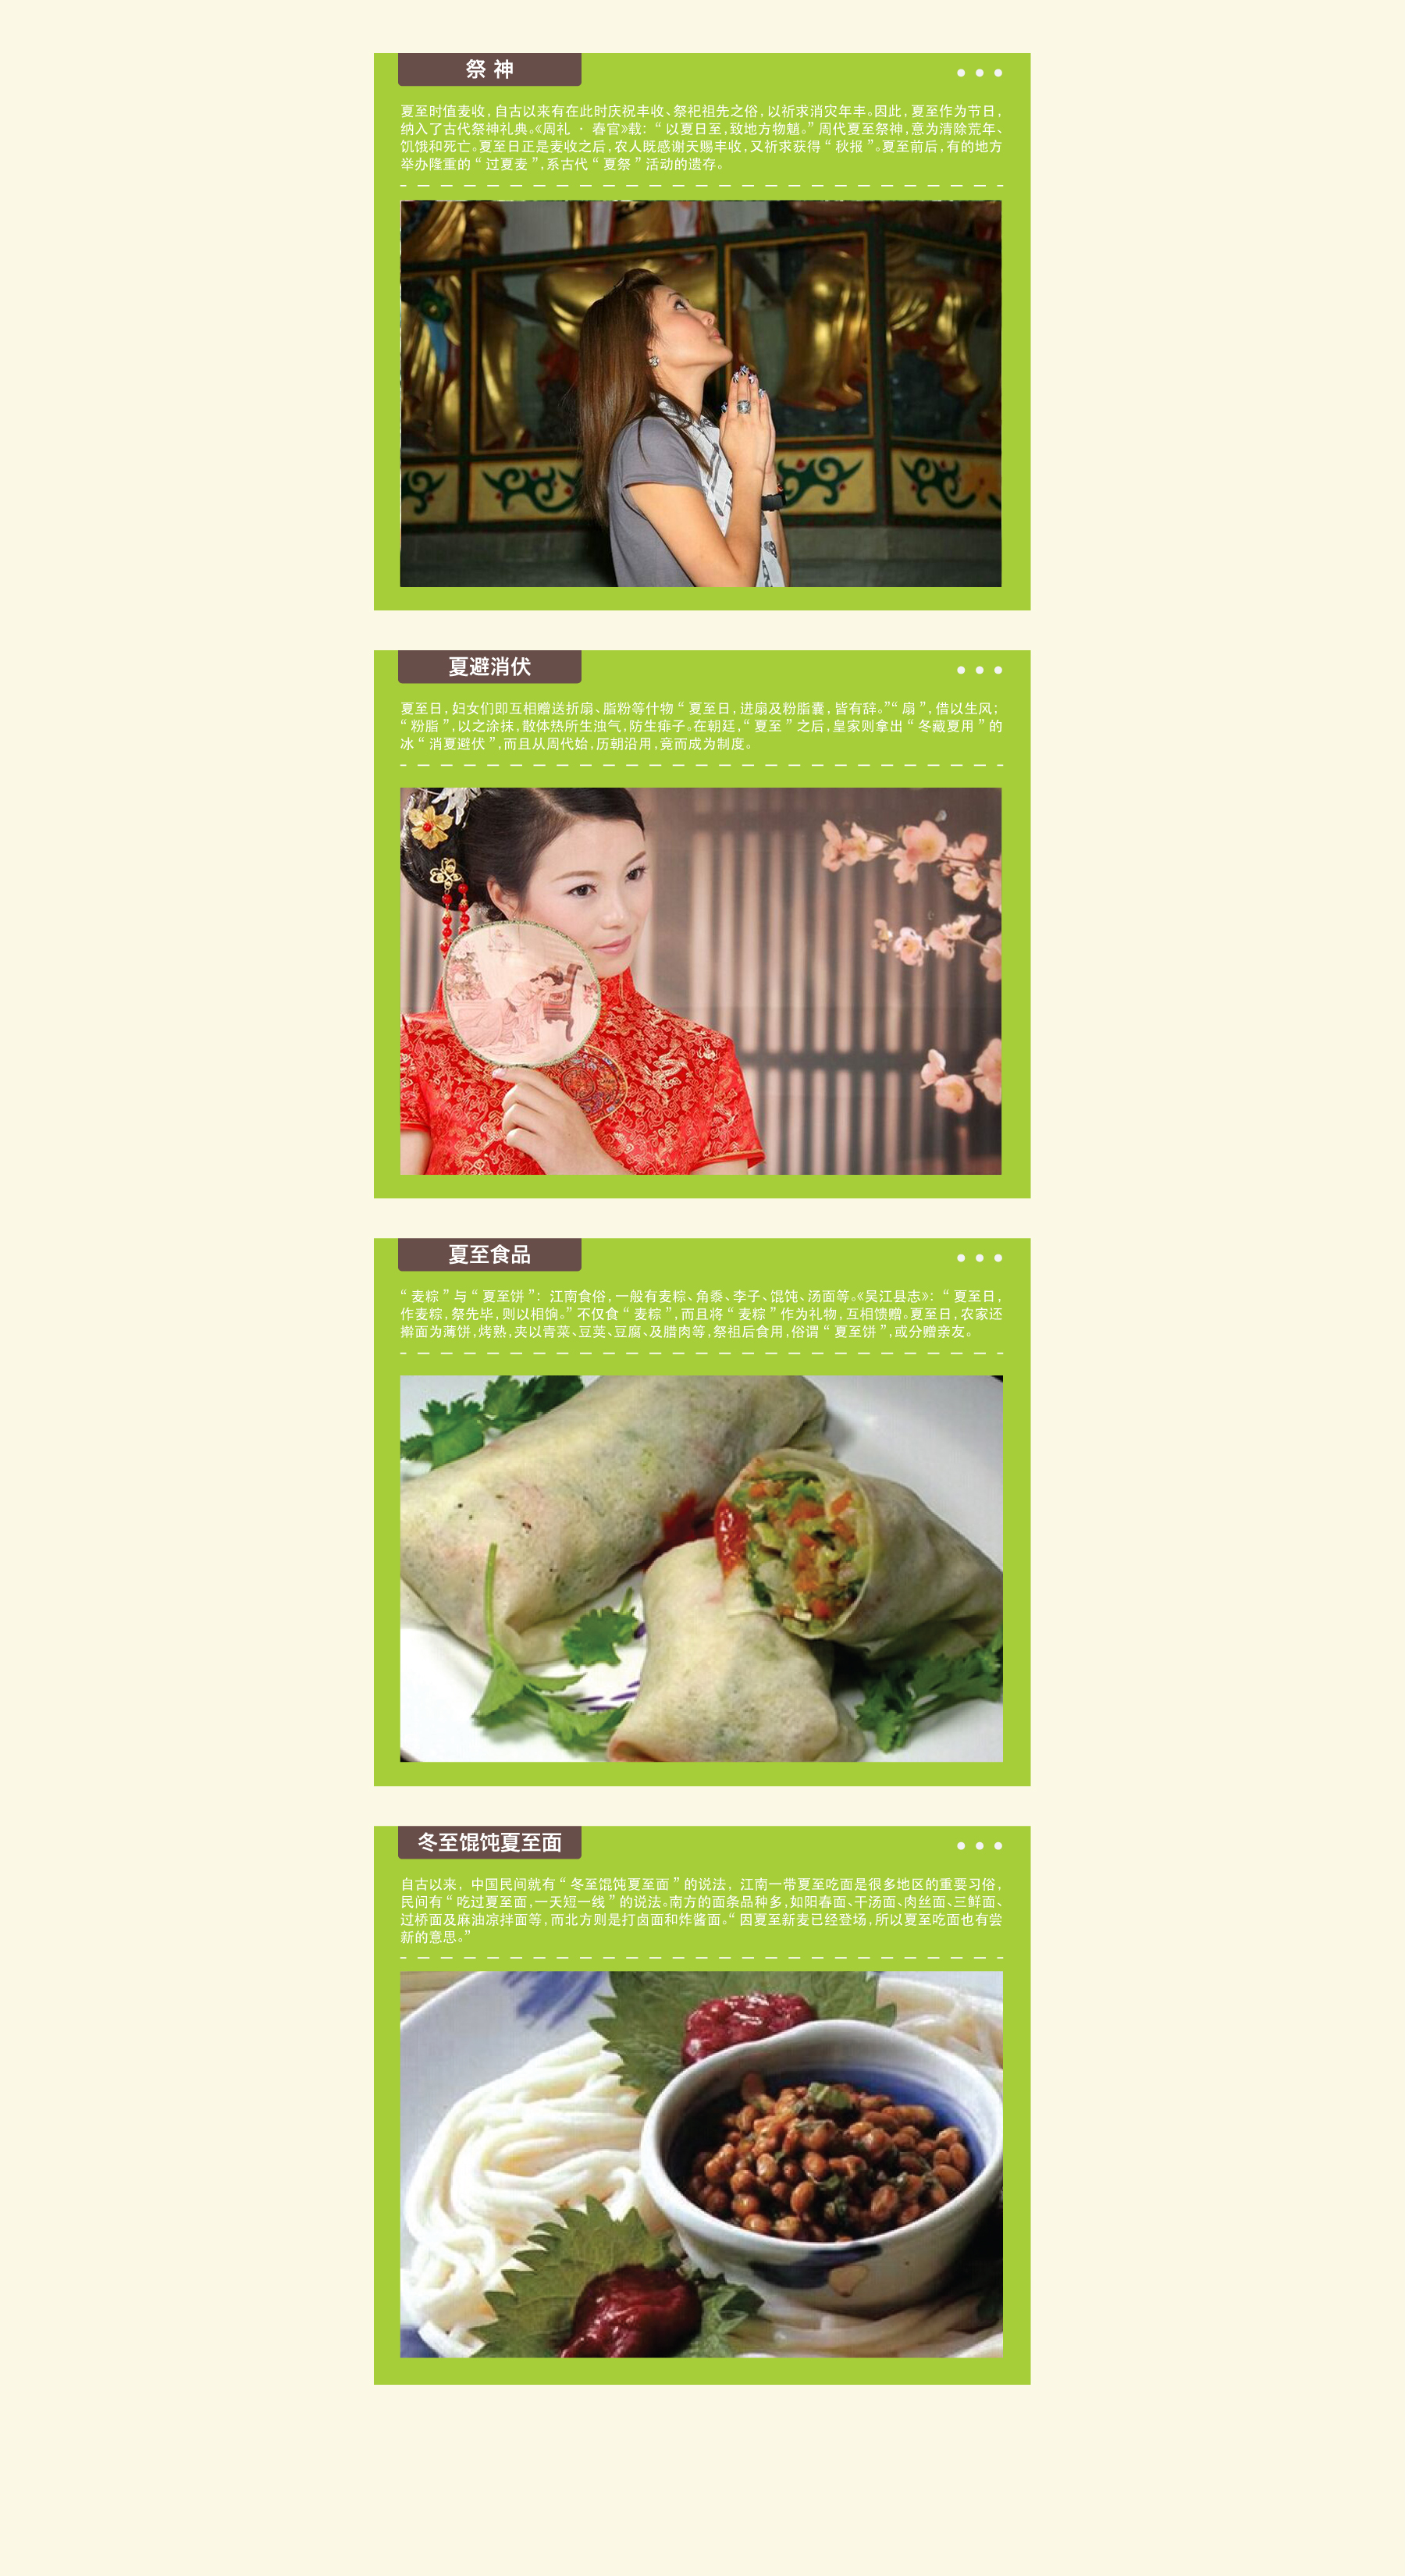 祭 神
夏至时值麦收,自古以来有在此时庆祝丰收、祭祀祖先之俗,以祈求消灾年丰。因此,夏至作为节日,
纳入了古代祭神礼典。《周礼 · 春官》载:“以夏日至,致地方物魈。”周代夏至祭神,意为清除荒年、
饥饿和死亡。夏至日正是麦收之后,农人既感谢天赐丰收,又祈求获得“秋报”。夏至前后,有的地方
举办隆重的“过夏麦”,系古代“夏祭”活动的遗存。
夏避消伏
夏至日,妇女们即互相赠送折扇、脂粉等什物“夏至日,进扇及粉脂囊,皆有辞。”“扇”,借以生风;
“粉脂”,以之涂抹,散体热所生浊气,防生痱子。在朝廷,“夏至”之后,皇家则拿出“冬藏夏用”的
冰“消夏避伏”,而且从周代始,历朝沿用,竟而成为制度。
夏至食品
“麦粽”与“夏至饼”:江南食俗,一般有麦粽、角黍、李子、馄饨、汤面等。《吴江县志》:“夏至日,
作麦粽,祭先毕,则以相饷。”不仅食“麦粽”,而且将“麦粽”作为礼物,互相馈赠。夏至日,农家还
擀面为薄饼,烤熟,夹以青菜、豆荚、豆腐、及腊肉等,祭祖后食用,俗谓“夏至饼”,或分赠亲友。
冬至馄饨夏至面
自古以来,中国民间就有“冬至馄饨夏至面”的说法,江南一带夏至吃面是很多地区的重要习俗,
民间有“吃过夏至面,一天短一线”的说法。南方的面条品种多,如阳春面、干汤面、肉丝面、三鲜面、
过桥面及麻油凉拌面等,而北方则是打卤面和炸酱面。“因夏至新麦已经登场,所以夏至吃面也有尝
新的意思。”